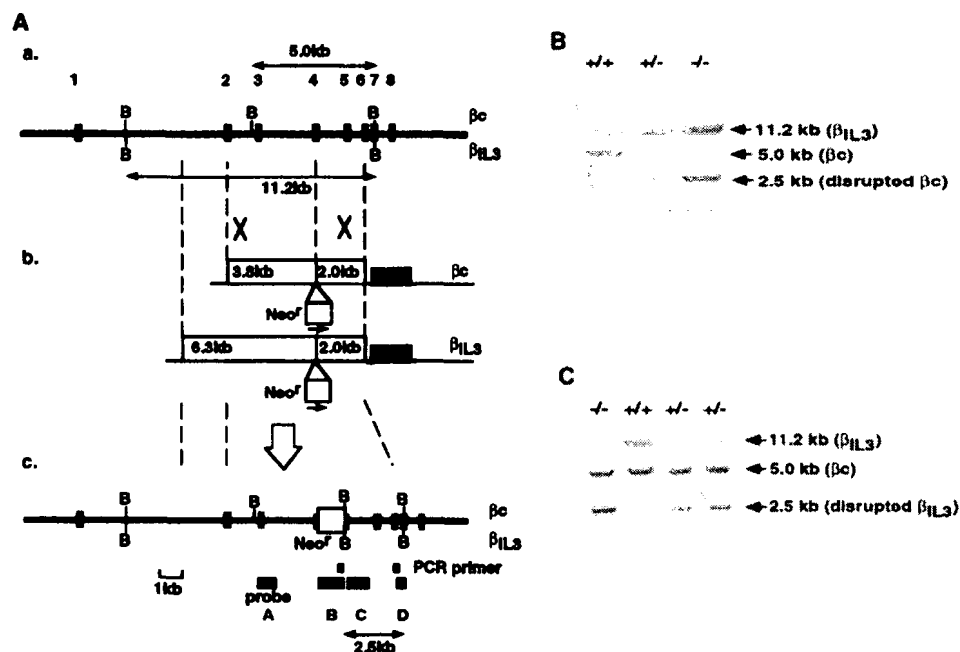 A
a.
5.0kb
1 2 3 4 5 6 7 8
B B B
βc
B B
βIL3
11.2kb
X X
b.
3.8kb 2.0kb
βc
Neoʳ
6.3kb 2.0kb
βIL3
Neoʳ
c.
B B B B
βc
B Neoʳ B B
βIL3
1kb
PCR primer
probe
A B C D
2.5kb
B
+/+ +/- -/-
11.2 kb (βIL3)
5.0 kb (βc)
2.5 kb (disrupted βc)
C
-/- +/+ +/- +/-
11.2 kb (βIL3)
5.0 kb (βc)
2.5 kb (disrupted βIL3)